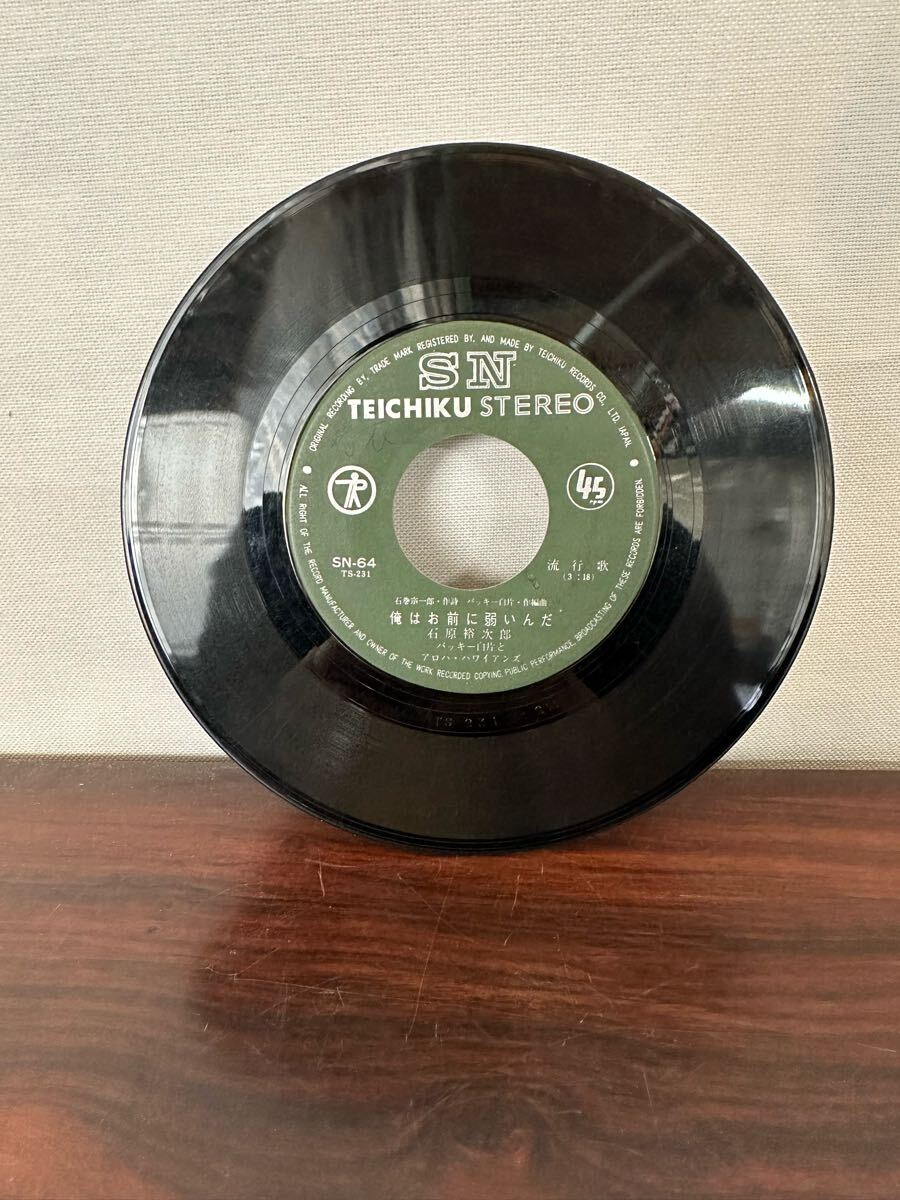 ORIGINAL RECORDING BY, TRADE MARK REGISTERED BY, AND MADE BY TEICHIKU RECORDS CO., LTD. JAPAN.
SN
TEICHIKU STEREO
45
rpm
SN-64
TS-231
流行歌
(3:18)
石巻宗一郎・作詩 バッキー白片・作編曲
俺はお前に弱いんだ
石原裕次郎
バッキー白片と
アロハ・ハワイアンズ
ALL RIGHT OF THE RECORD MANUFACTURER AND OWNER OF THE WORK RECORDED COPYING, PUBLIC PERFORMANCE, BROADCASTING OF THESE RECORDS ARE FORBIDDEN.
TS 231